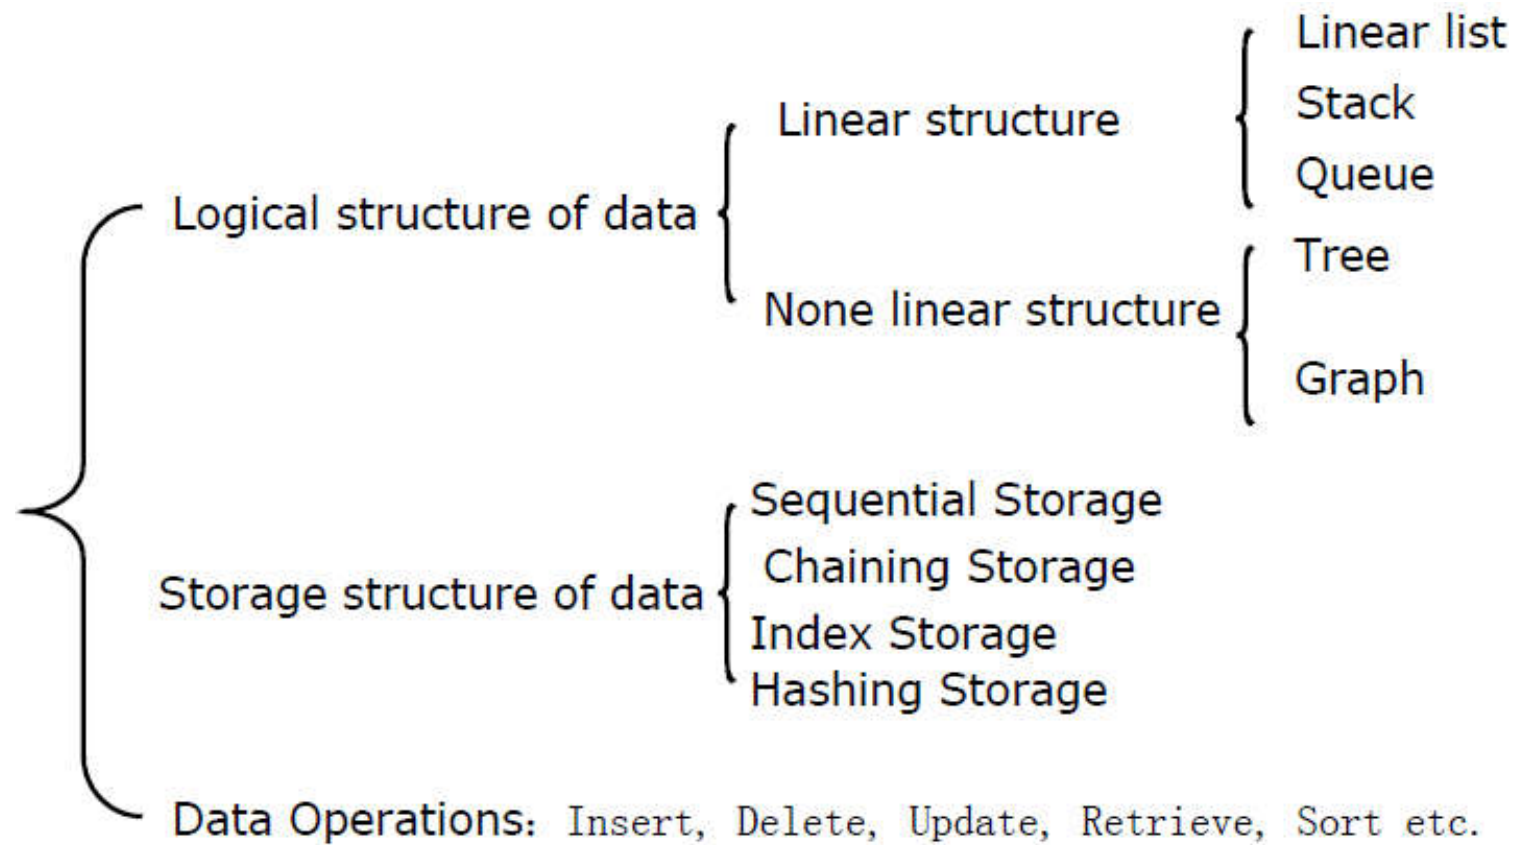 Linear list
Linear structure
Stack
Queue
Logical structure of data
Tree
None linear structure
Graph
Sequential Storage
Chaining Storage
Storage structure of data
Index Storage
Hashing Storage
Data Operations: Insert, Delete, Update, Retrieve, Sort etc.